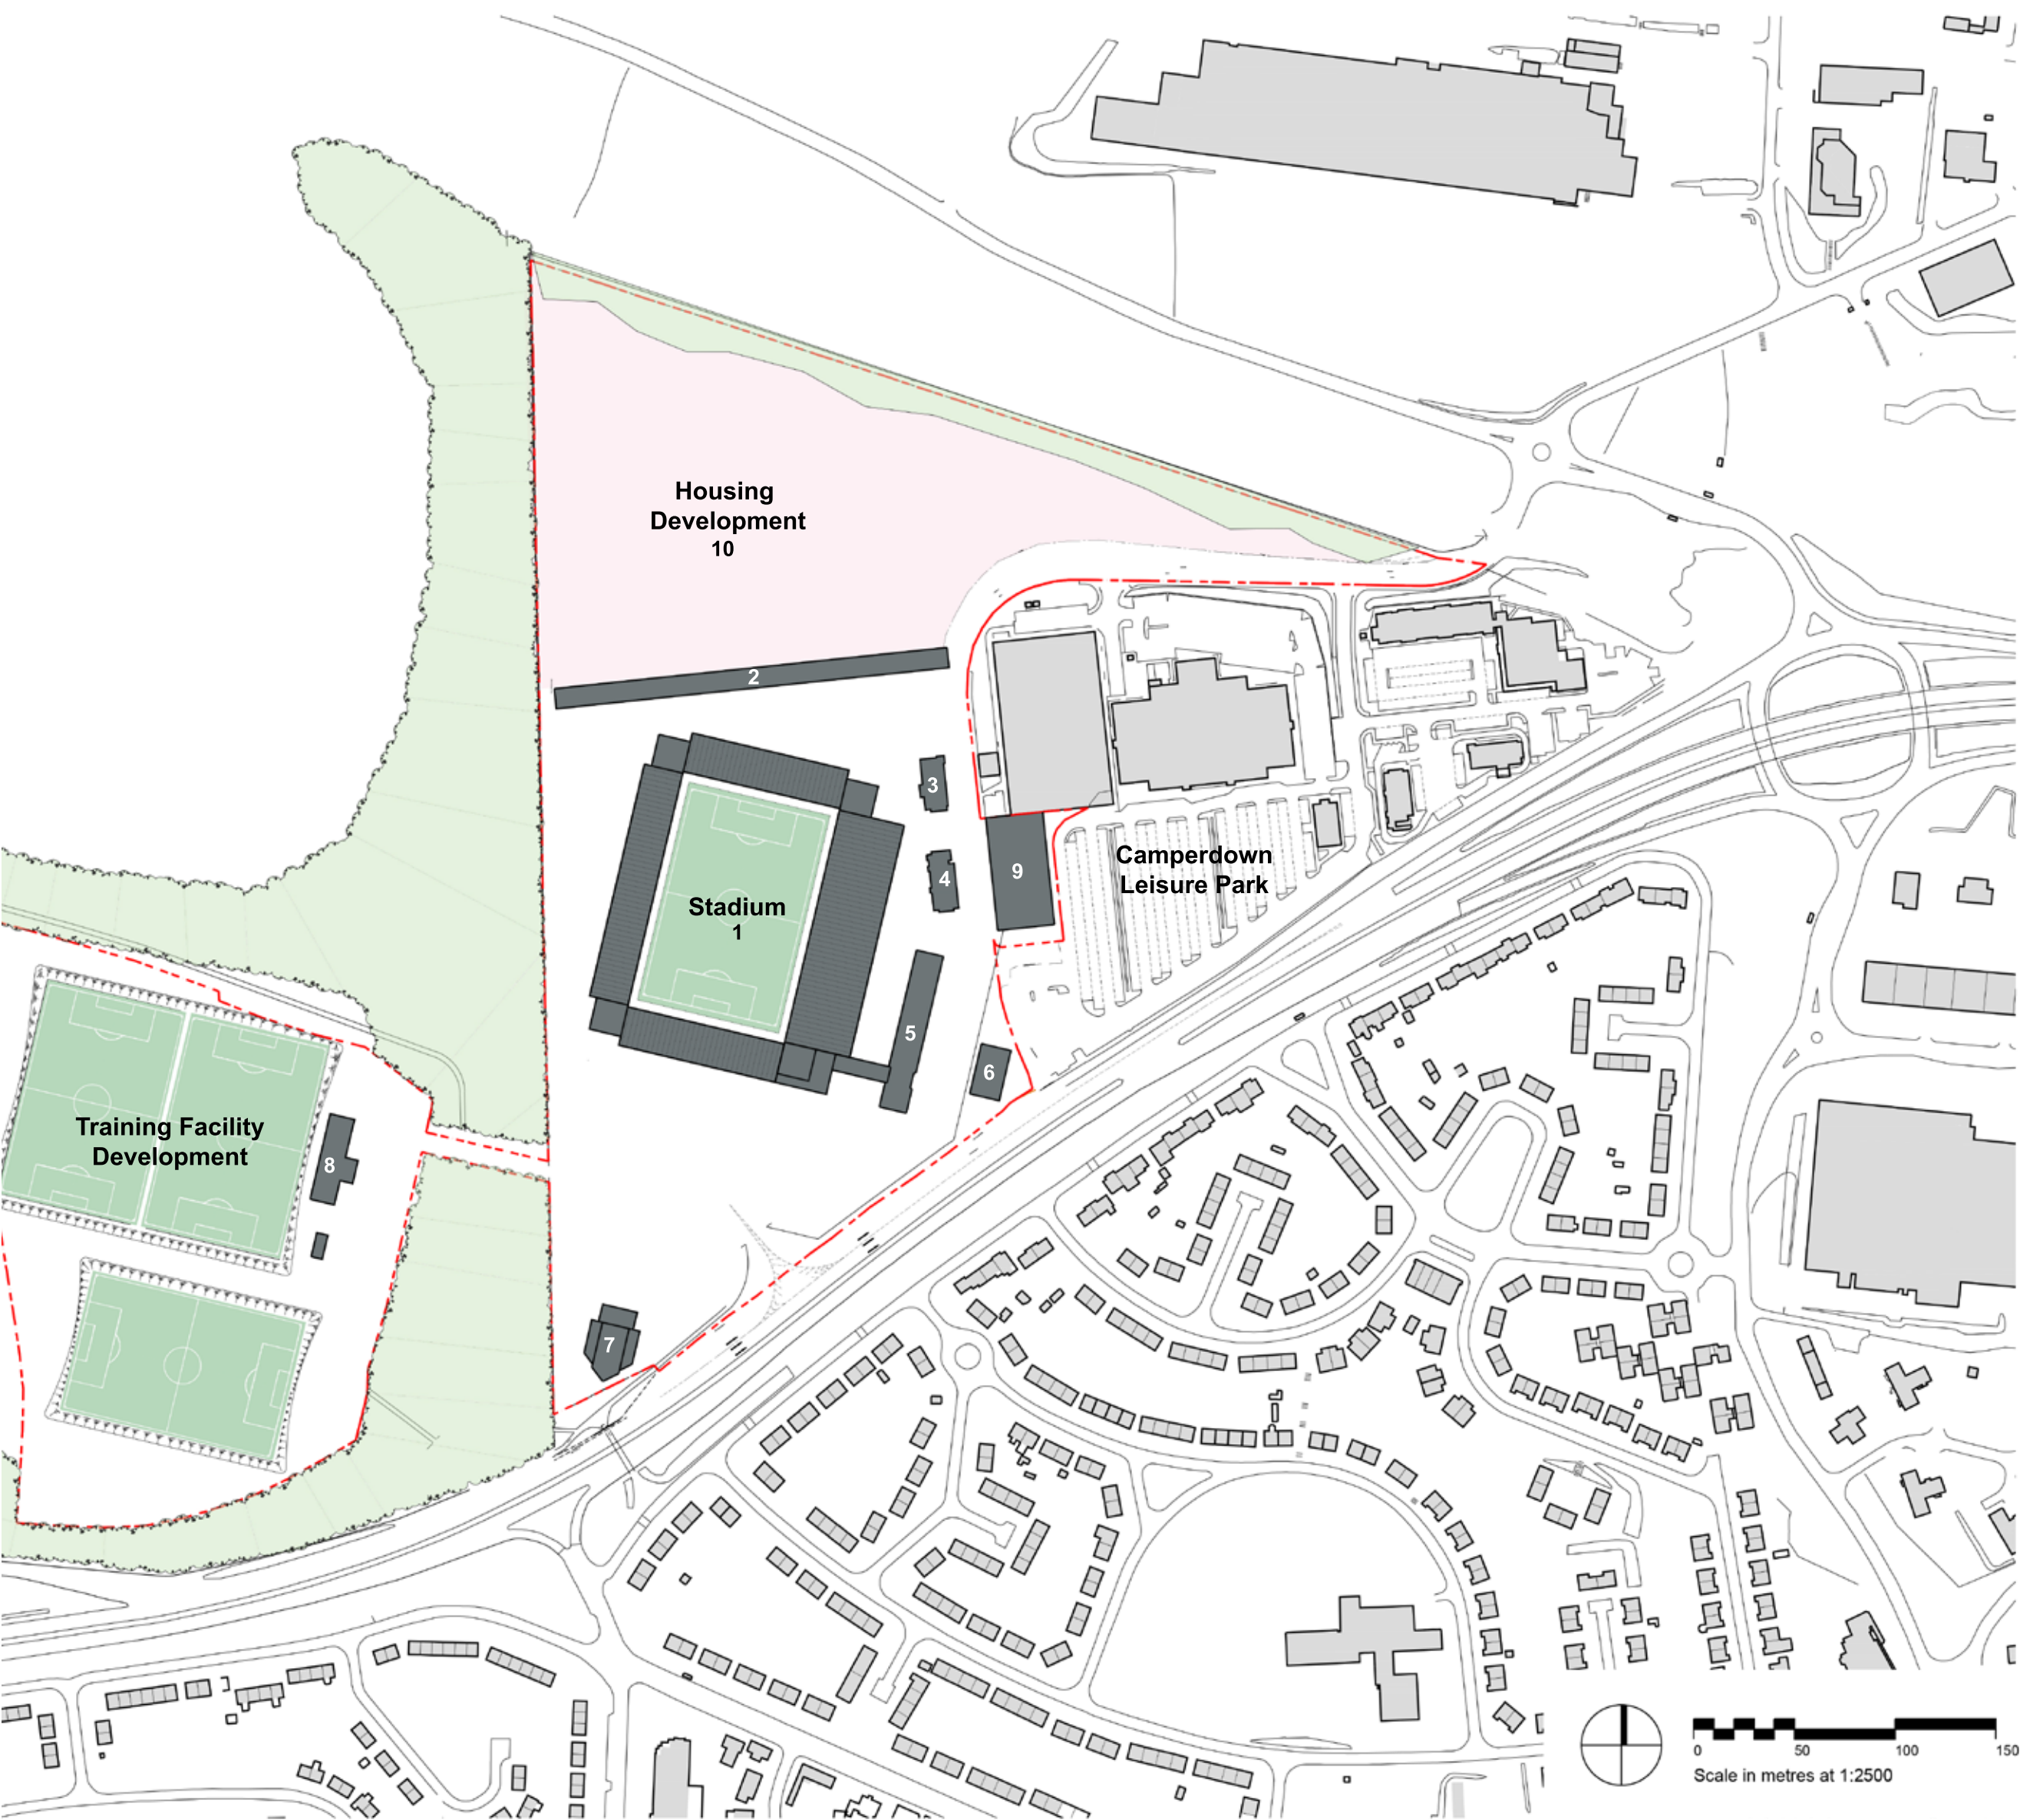 Housing
Development
10
2
3
4
9
Camperdown
Leisure Park
Stadium
1
5
6
Training Facility
Development
8
7
0 50 100 150
Scale in metres at 1:2500